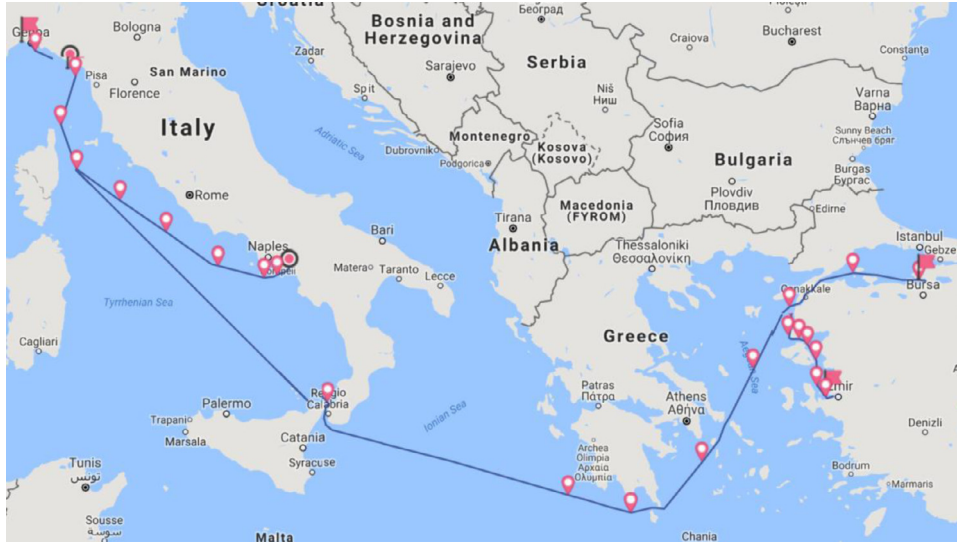 Croatia
Bosnia and
Herzegovina
Београд
Craiova
Bucharest
Constanța
Bologna
Zadar
Sarajevo
Serbia
Pisa
San Marino
Florence
Split
Niš
Ниш
Varna
Варна
Italy
Adriatic Sea
Dubrovnik
Montenegro
Podgorica
Kosova
(Kosovo)
Sofia
София
Sunny Beach
Слънчев бряг
Bulgaria
Burgas
Бургас
Rome
Plovdiv
Пловдив
Macedonia
(FYROM)
Edirne
Tirana
Albania
Bari
Naples
Matera
Taranto
Lecce
Thessaloniki
Θεσσαλονίκη
Istanbul
Gebze
Bursa
Tyrrhenian Sea
Cagliari
Greece
Palermo
Reggio
Calabria
Ionian Sea
Patras
Πάτρα
Athens
Αθήνα
Trapani
Marsala
Catania
Syracuse
Archea
Olimpia
Αρχαία
Ολυμπία
Denizli
Tunis
تونس
Bodrum
Marmaris
Sousse
سوسة
Malta
Chania